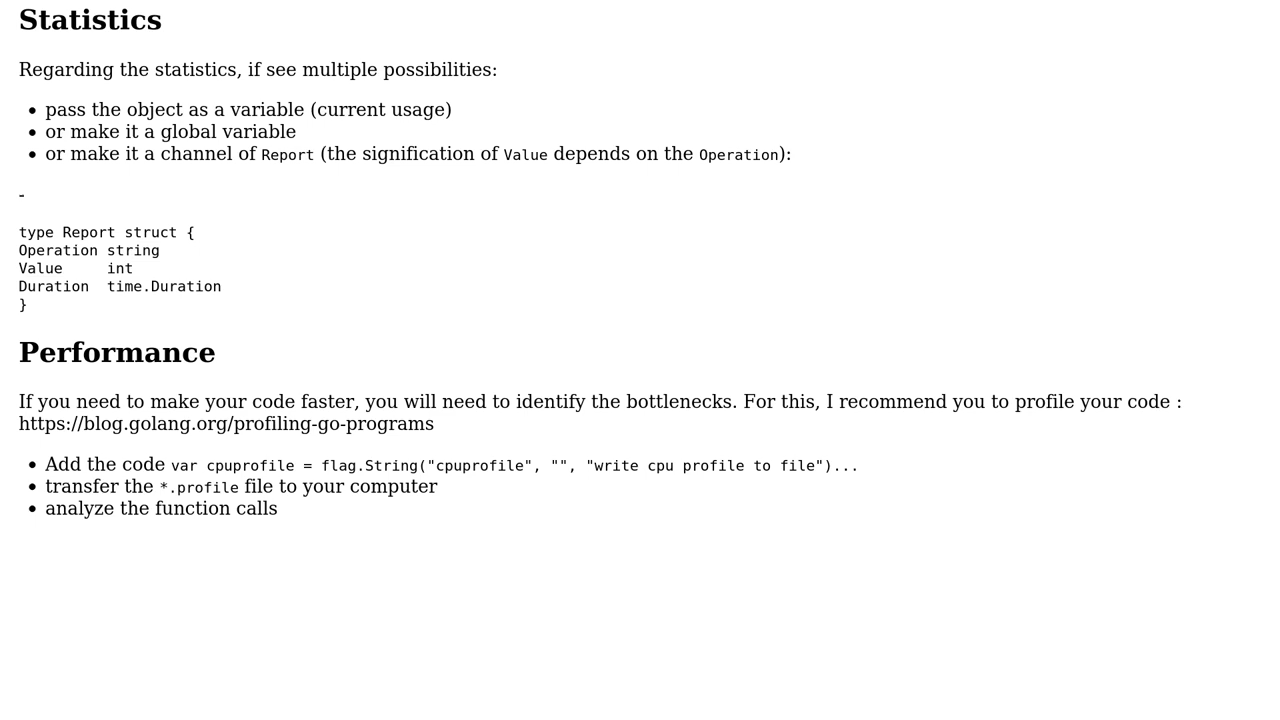 Statistics
Regarding the statistics, if see multiple possibilities:
• pass the object as a variable (current usage)
• or make it a global variable
• or make it a channel of Report (the signification of Value depends on the Operation):
-
type Report struct {
Operation string
Value     int
Duration  time.Duration
}
Performance
If you need to make your code faster, you will need to identify the bottlenecks. For this, I recommend you to profile your code :
https://blog.golang.org/profiling-go-programs
• Add the code var cpuprofile = flag.String("cpuprofile", "", "write cpu profile to file")...
• transfer the *.profile file to your computer
• analyze the function calls